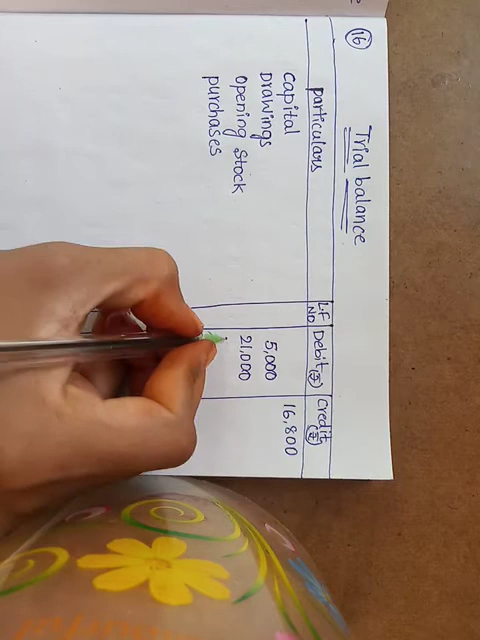 16
Trial balance
particulars L.F NO Debit (₹) Credit (₹)
Capital 16,800
Drawings 5,000
Opening Stock 21,000
purchases